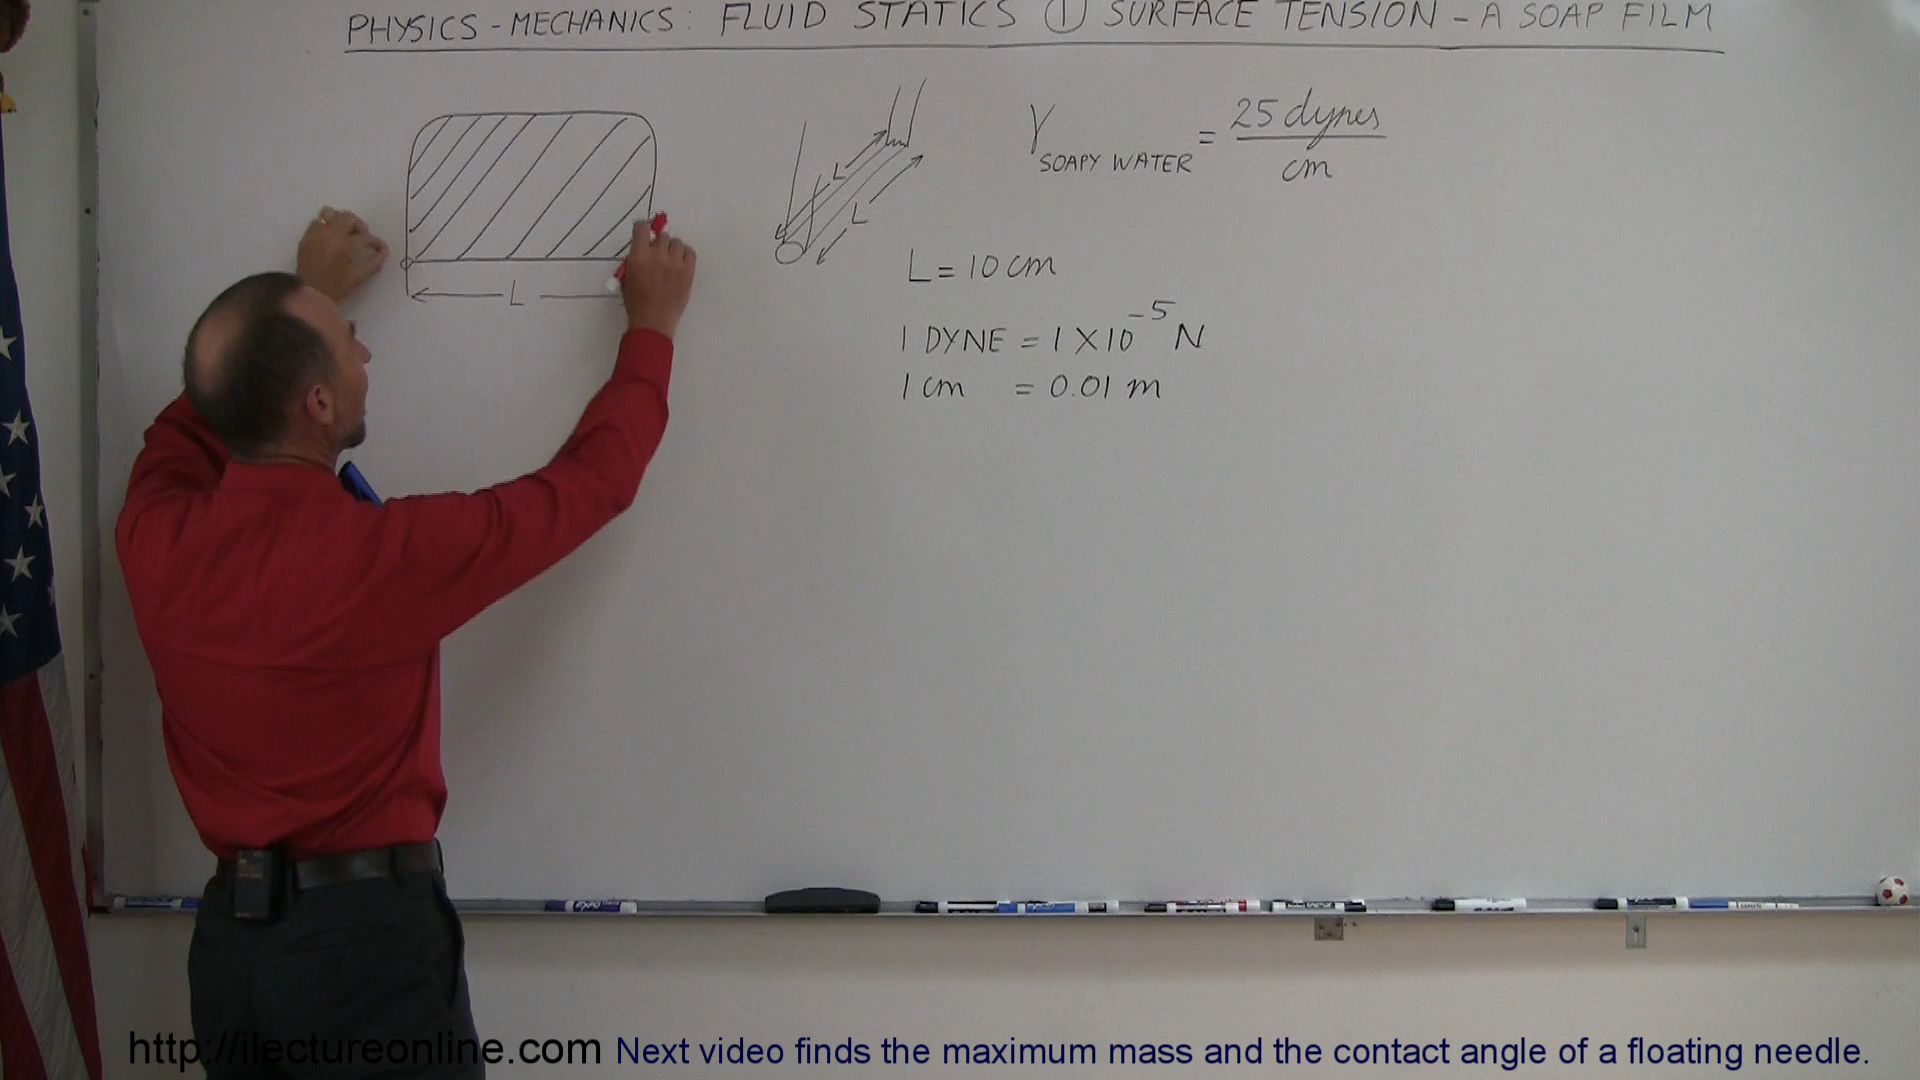 PHYSICS - MECHANICS: FLUID STATICS ① SURFACE TENSION - A SOAP FILM
L
L
L
γ SOAPY WATER = 25 dynes / cm
L = 10 cm
1 DYNE = 1 × 10⁻⁵ N
1 cm = 0.01 m
http://ilectureonline.com Next video finds the maximum mass and the contact angle of a floating needle.